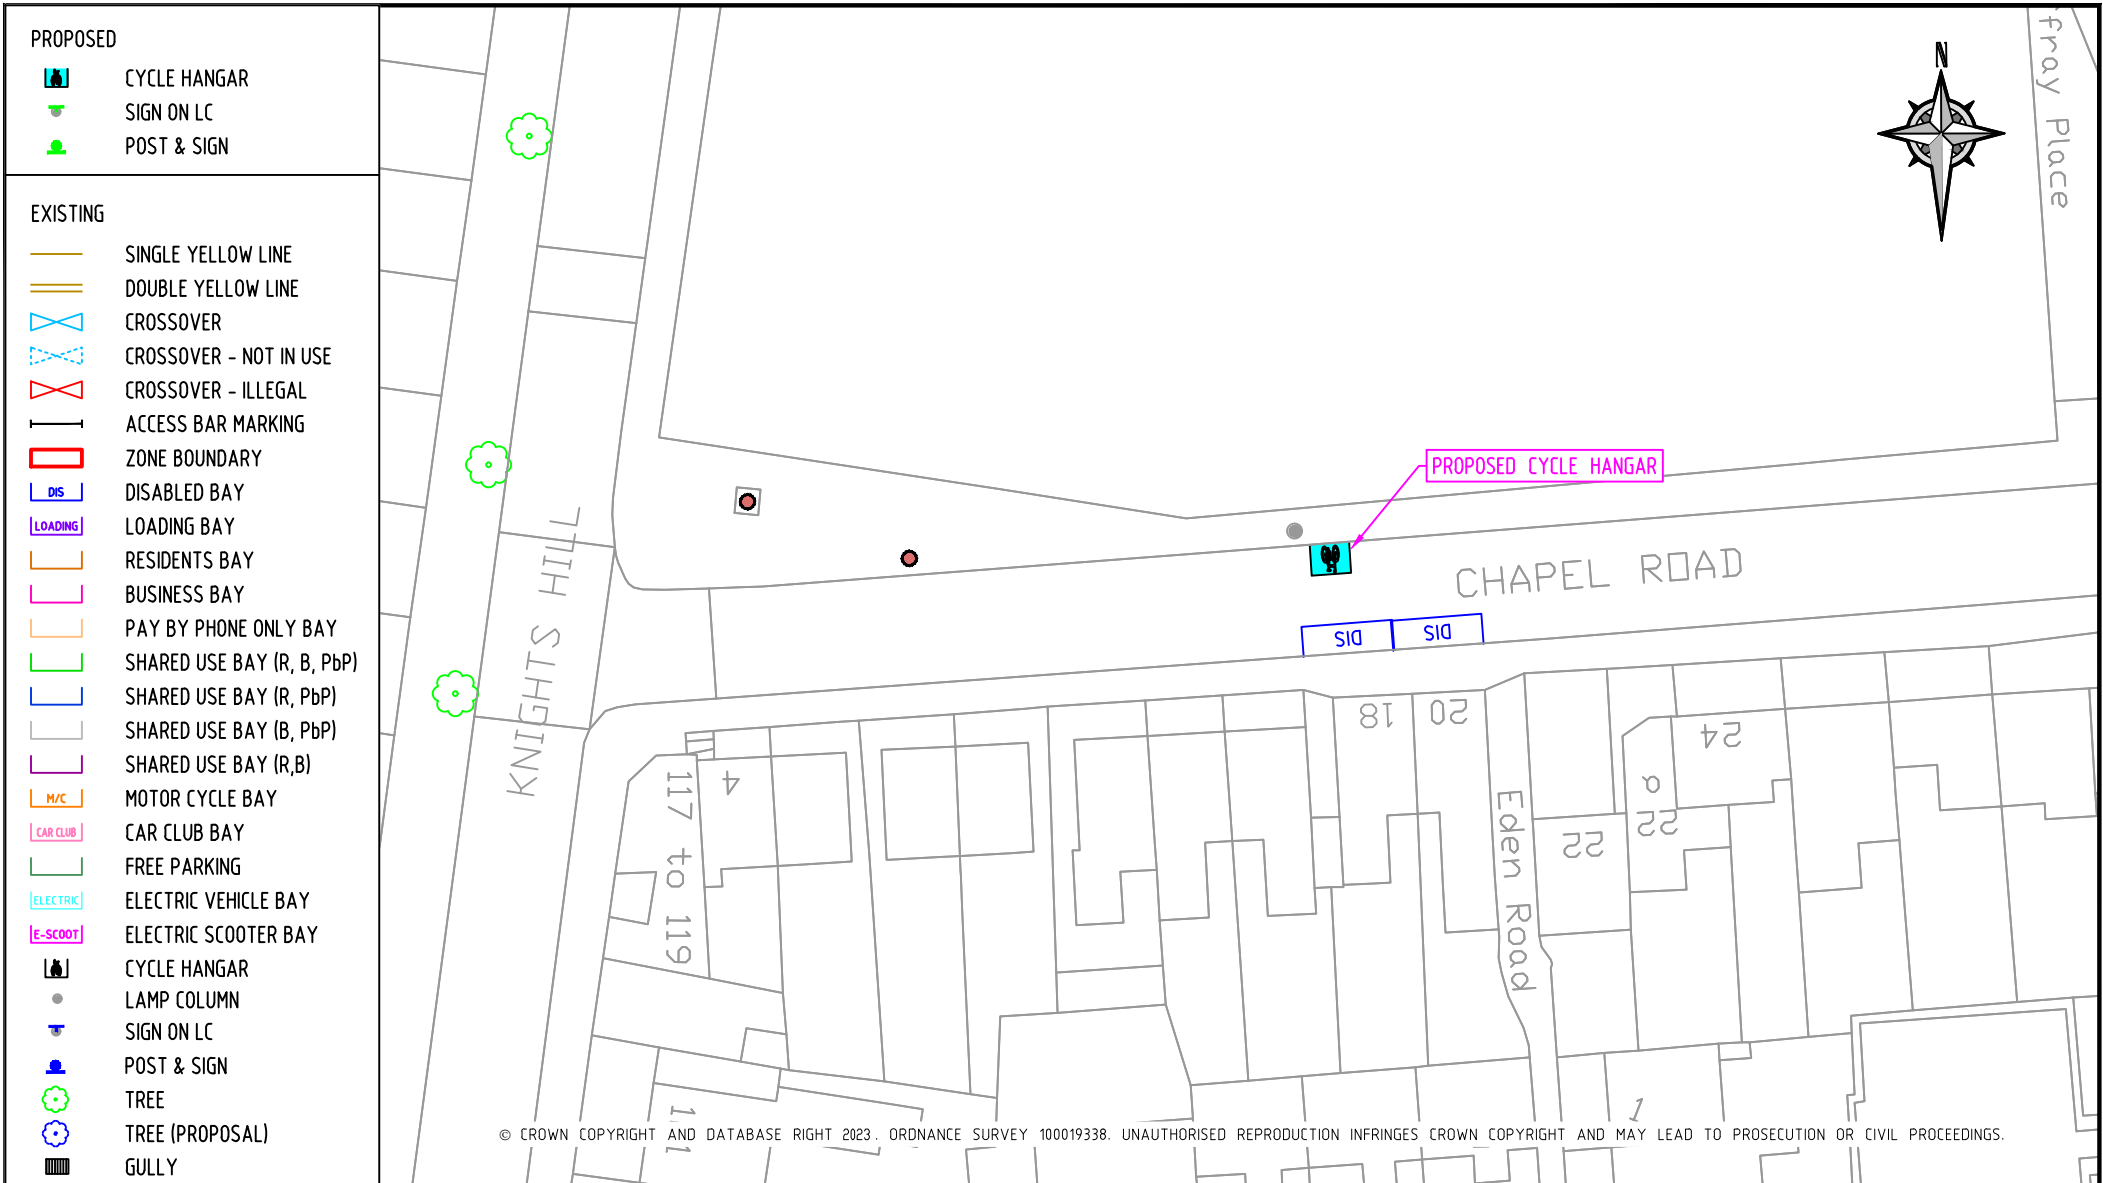 PROPOSED
CYCLE HANGAR
SIGN ON LC
POST & SIGN
EXISTING
SINGLE YELLOW LINE
DOUBLE YELLOW LINE
CROSSOVER
CROSSOVER - NOT IN USE
CROSSOVER - ILLEGAL
ACCESS BAR MARKING
ZONE BOUNDARY
DIS DISABLED BAY
LOADING LOADING BAY
RESIDENTS BAY
BUSINESS BAY
PAY BY PHONE ONLY BAY
SHARED USE BAY (R, B, PbP)
SHARED USE BAY (R, PbP)
SHARED USE BAY (B, PbP)
SHARED USE BAY (R,B)
M/C MOTOR CYCLE BAY
CAR CLUB CAR CLUB BAY
FREE PARKING
ELECTRIC ELECTRIC VEHICLE BAY
E-SCOOT ELECTRIC SCOOTER BAY
CYCLE HANGAR
LAMP COLUMN
SIGN ON LC
POST & SIGN
TREE
TREE (PROPOSAL)
GULLY
N
fray Place
PROPOSED CYCLE HANGAR
CHAPEL ROAD
KNIGHTS HILL
DIS
DIS
18
20
24
4
117 to 119
22
22 a
Eden Road
1
© CROWN COPYRIGHT AND DATABASE RIGHT 2023. ORDNANCE SURVEY 100019338. UNAUTHORISED REPRODUCTION INFRINGES CROWN COPYRIGHT AND MAY LEAD TO PROSECUTION OR CIVIL PROCEEDINGS.